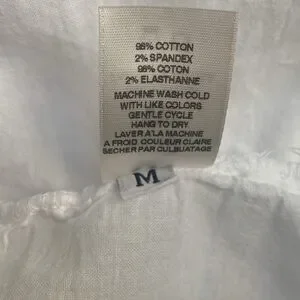 98% COTTON
2% SPANDEX
98% COTON
2% ELASTHANNE
MACHINE WASH COLD
WITH LIKE COLORS
GENTLE CYCLE
HANG TO DRY
LAVER A LA MACHINE
A FROID COULEUR CLAIRE
SECHER PAR CULBUATAGE
M